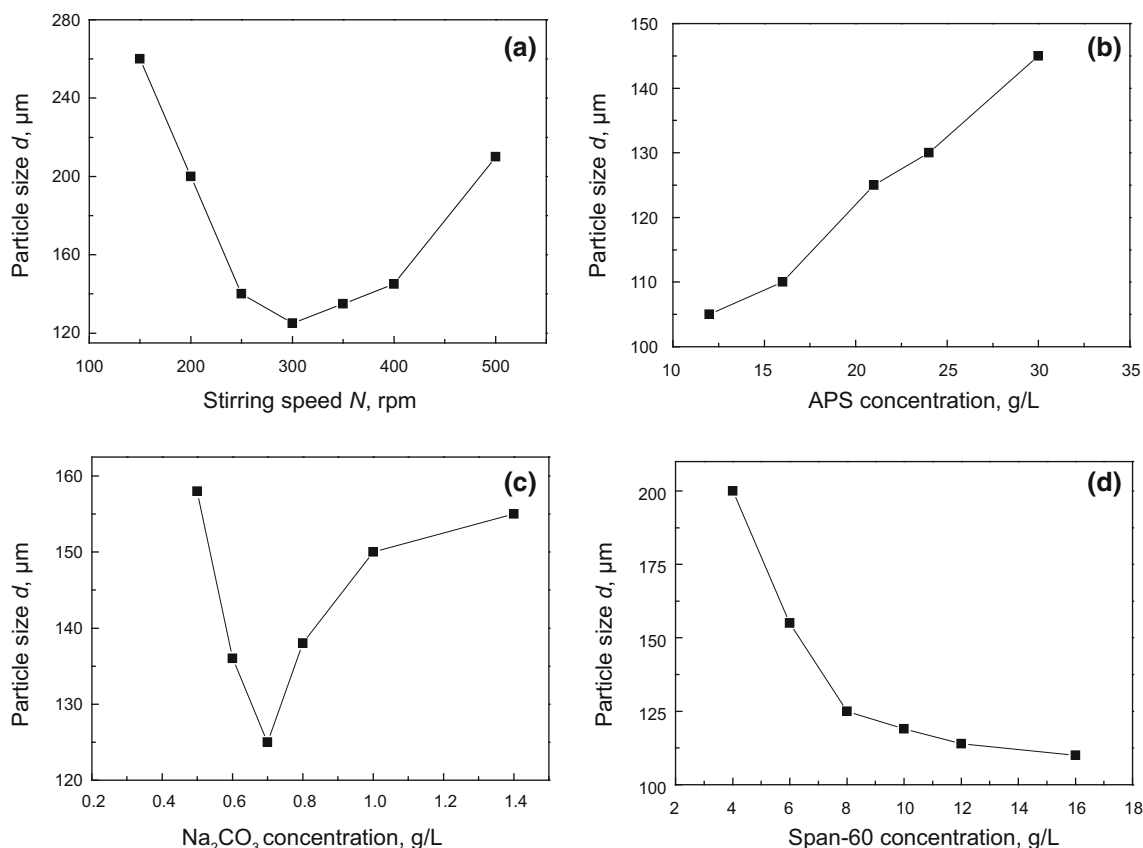 (a)
280
260
240
200
160
120
100 200 300 400 500
Particle size d, µm
Stirring speed N, rpm
(b)
150
140
130
120
110
100
10 15 20 25 30 35
Particle size d, µm
APS concentration, g/L
(c)
160
150
140
130
120
0.2 0.4 0.6 0.8 1.0 1.2 1.4
Particle size d, µm
Na₂CO₃ concentration, g/L
(d)
200
175
150
125
100
2 4 6 8 10 12 14 16 18
Particle size d, µm
Span-60 concentration, g/L